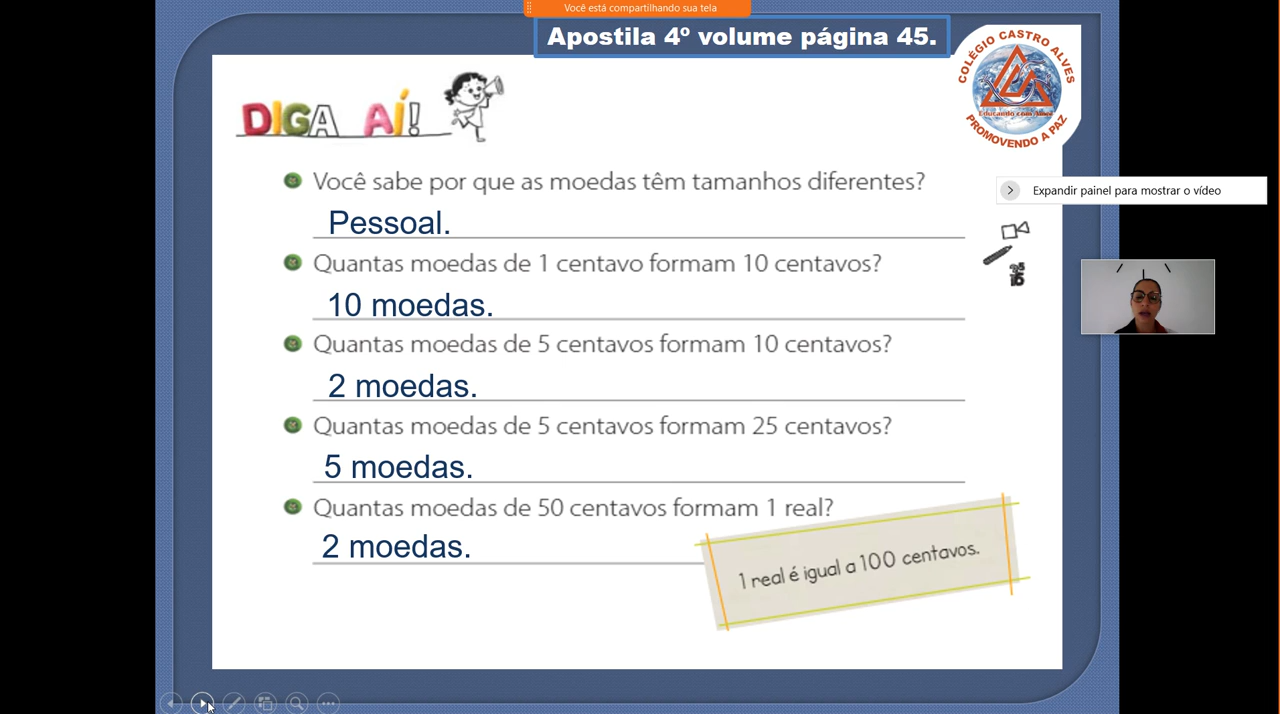 Você está compartilhando sua tela
Apostila 4º volume página 45.
COLÉGIO CASTRO ALVES
Educando com Amor
PROMOVENDO A PAZ
DIGA AÍ!
Você sabe por que as moedas têm tamanhos diferentes?
Pessoal.
Expandir painel para mostrar o vídeo
Quantas moedas de 1 centavo formam 10 centavos?
10 moedas.
Quantas moedas de 5 centavos formam 10 centavos?
2 moedas.
Quantas moedas de 5 centavos formam 25 centavos?
5 moedas.
Quantas moedas de 50 centavos formam 1 real?
2 moedas.
1 real é igual a 100 centavos.